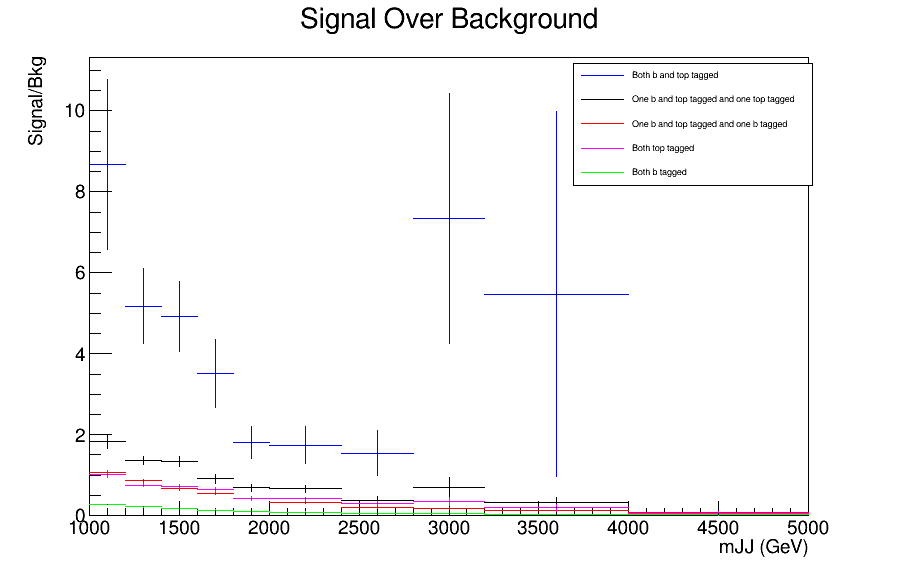 Signal Over Background
Signal/Bkg
Both b and top tagged
One b and top tagged and one top tagged
One b and top tagged and one b tagged
Both top tagged
Both b tagged
10
8
6
4
2
0
1000 1500 2000 2500 3000 3500 4000 4500 5000
mJJ (GeV)